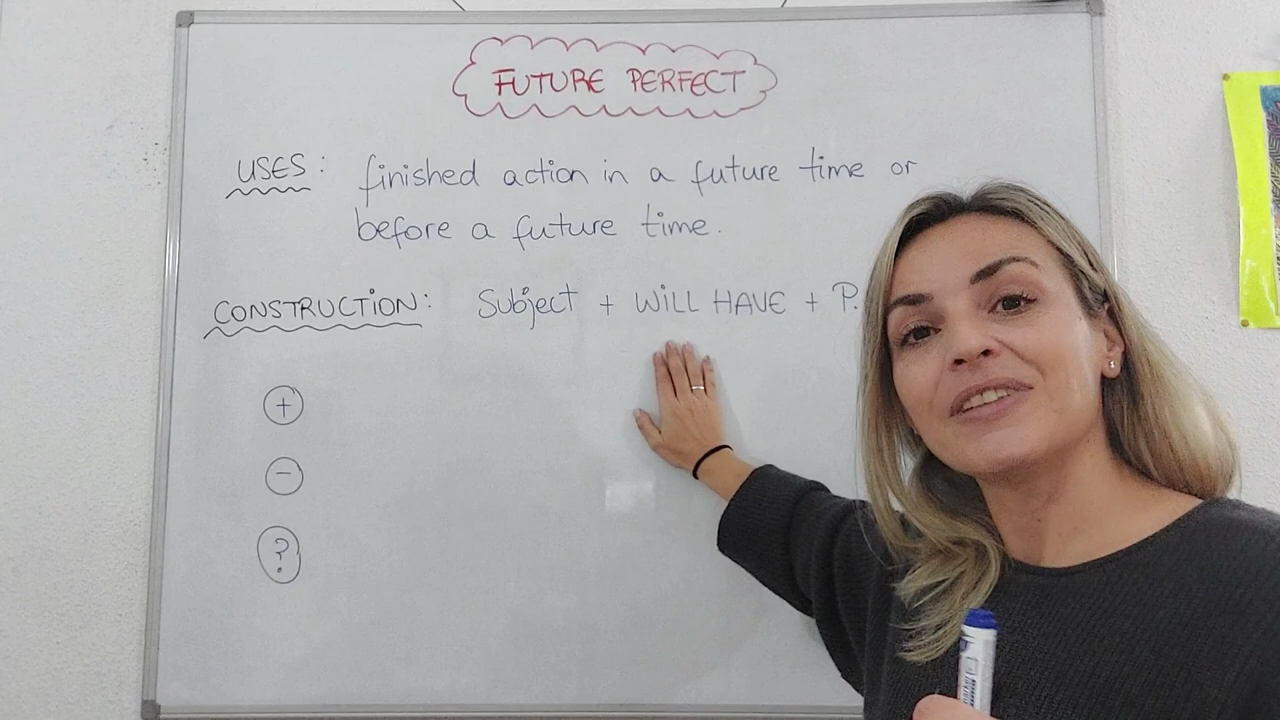 FUTURE PERFECT
USES: finished action in a future time or
before a future time.
CONSTRUCTION: Subject + WILL HAVE + P.
+
-
?